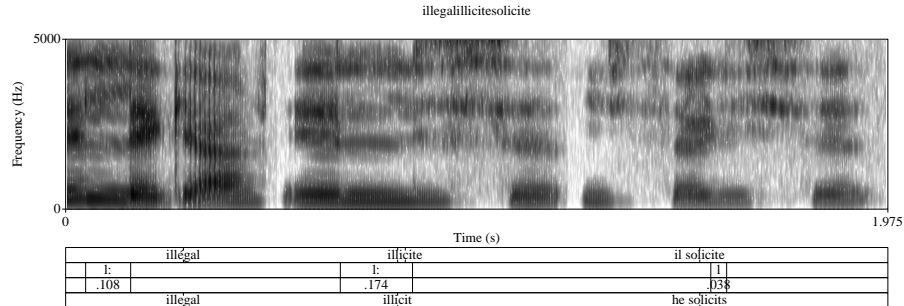 illegalillicitesolicite
5000
Frequency (Hz)
0
0
1.975
Time (s)
illégal illicite il solicite
l: l: l
.108 .174 .038
illegal illicit he solicits